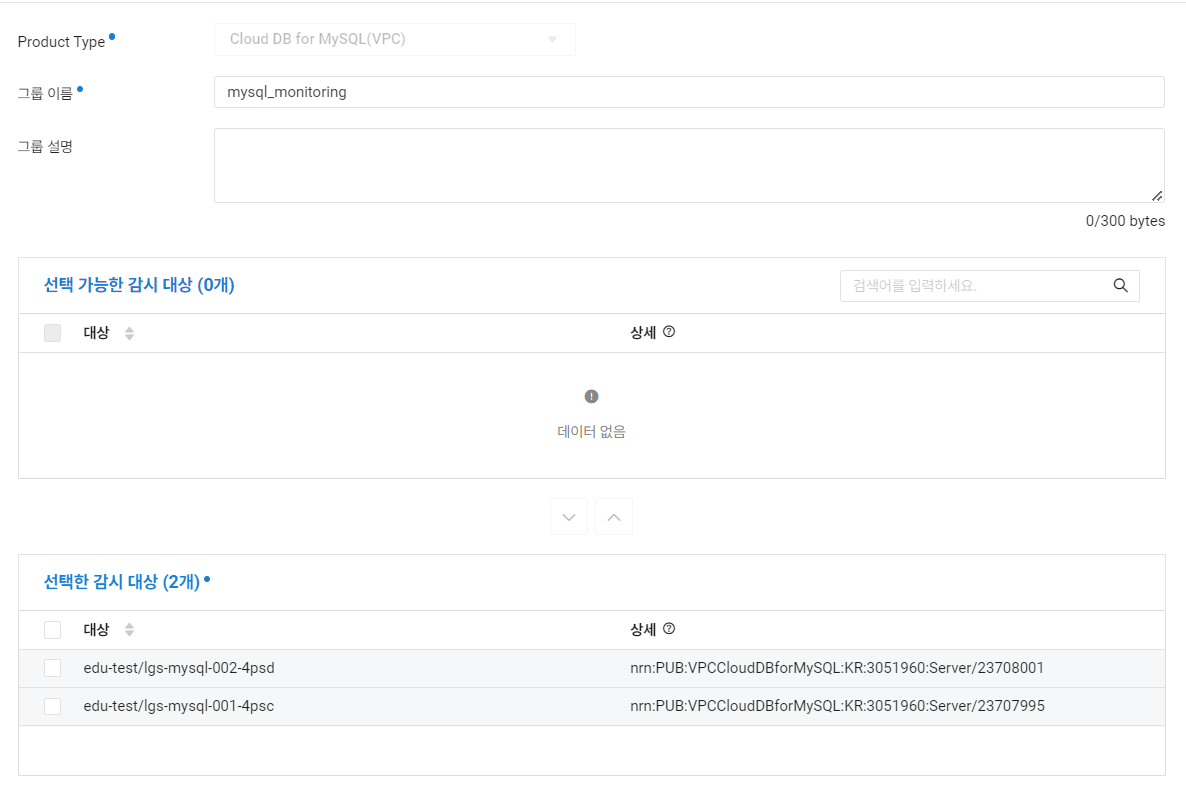 Product Type
Cloud DB for MySQL(VPC)
그룹 이름
mysql_monitoring
그룹 설명
0/300 bytes
선택 가능한 감시 대상 (0개)
검색어를 입력하세요.
대상 상세
데이터 없음
선택한 감시 대상 (2개)
대상 상세
edu-test/lgs-mysql-002-4psd nrn:PUB:VPCCloudDBforMySQL:KR:3051960:Server/23708001
edu-test/lgs-mysql-001-4psc nrn:PUB:VPCCloudDBforMySQL:KR:3051960:Server/23707995